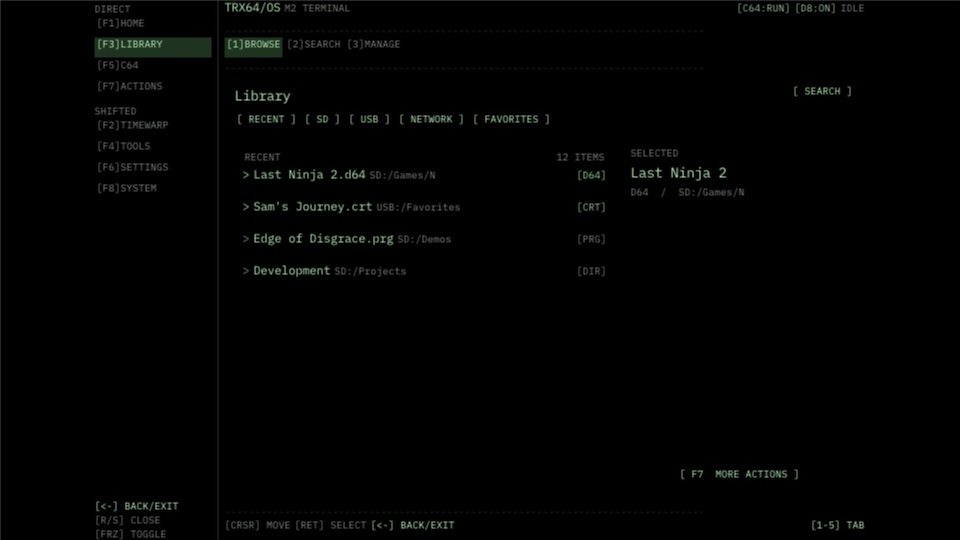 DIRECT
[F1]HOME
[F3]LIBRARY
[F5]C64
[F7]ACTIONS
SHIFTED
[F2]TIMEWARP
[F4]TOOLS
[F6]SETTINGS
[F8]SYSTEM
[<-] BACK/EXIT
[R/S] CLOSE
[FRZ] TOGGLE
TRX64/OS M2 TERMINAL
[C64:RUN] [D8:ON] IDLE
[1]BROWSE [2]SEARCH [3]MANAGE
Library
[ SEARCH ]
[ RECENT ] [ SD ] [ USB ] [ NETWORK ] [ FAVORITES ]
RECENT 12 ITEMS
> Last Ninja 2.d64 SD:/Games/N [D64]
> Sam's Journey.crt USB:/Favorites [CRT]
> Edge of Disgrace.prg SD:/Demos [PRG]
> Development SD:/Projects [DIR]
SELECTED
Last Ninja 2
D64 / SD:/Games/N
[ F7 MORE ACTIONS ]
[CRSR] MOVE [RET] SELECT [<-] BACK/EXIT
[1-5] TAB